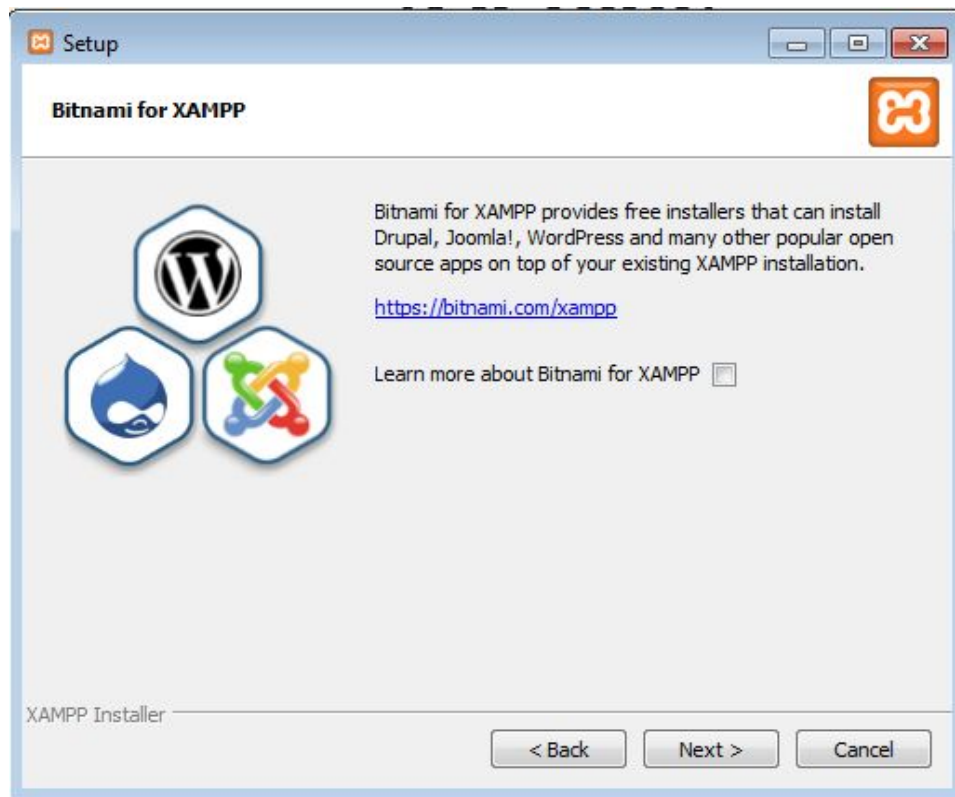 Setup
Bitnami for XAMPP
Bitnami for XAMPP provides free installers that can install
Drupal, Joomla!, WordPress and many other popular open
source apps on top of your existing XAMPP installation.
https://bitnami.com/xampp
Learn more about Bitnami for XAMPP
XAMPP Installer
< Back
Next >
Cancel